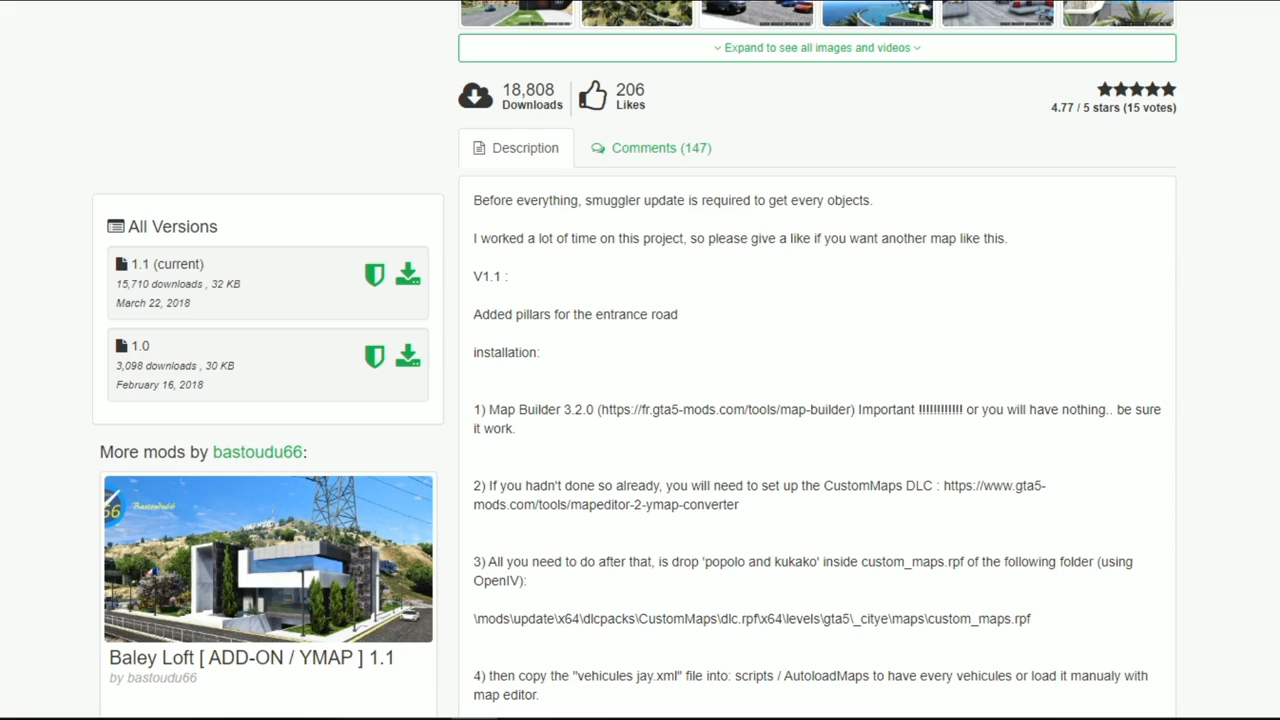 Expand to see all images and videos
18,808
Downloads
206
Likes
4.77 / 5 stars (15 votes)
Description
Comments (147)
All Versions
1.1 (current)
15,710 downloads , 32 KB
March 22, 2018
1.0
3,098 downloads , 30 KB
February 16, 2018
More mods by bastoudu66:
66
Bastoudu66
Baley Loft [ ADD-ON / YMAP ] 1.1
by bastoudu66
Before everything, smuggler update is required to get every objects.
I worked a lot of time on this project, so please give a like if you want another map like this.
V1.1 :
Added pillars for the entrance road
installation:
1) Map Builder 3.2.0 (https://fr.gta5-mods.com/tools/map-builder) Important !!!!!!!!!!!! or you will have nothing.. be sure
it work.
2) If you hadn't done so already, you will need to set up the CustomMaps DLC : https://www.gta5-
mods.com/tools/mapeditor-2-ymap-converter
3) All you need to do after that, is drop 'popolo and kukako' inside custom_maps.rpf of the following folder (using
OpenIV):
\mods\update\x64\dlcpacks\CustomMaps\dlc.rpf\x64\levels\gta5\_citye\maps\custom_maps.rpf
4) then copy the "vehicules jay.xml" file into: scripts / AutoloadMaps to have every vehicules or load it manualy with
map editor.